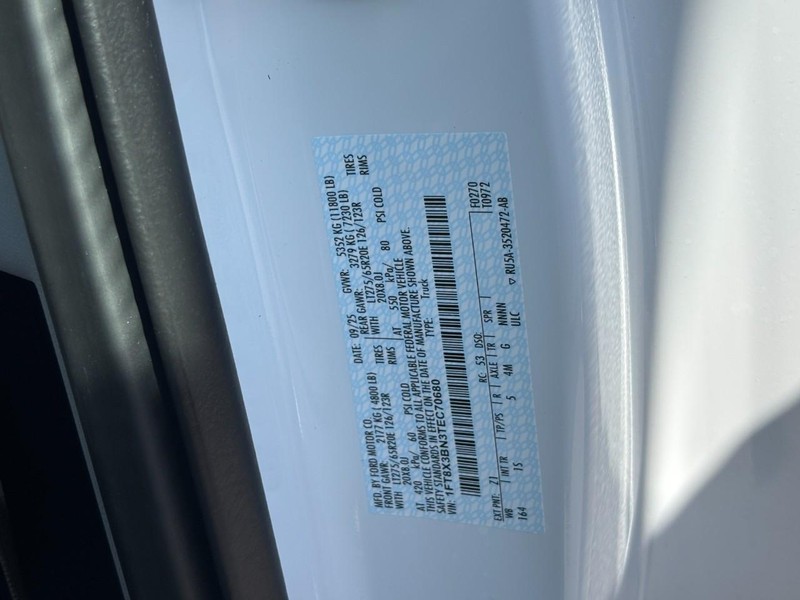 MFD. BY FORD MOTOR CO.
DATE: 09/25 GVWR: 5352 KG (11800 LB)
FRONT GAWR: 2177 KG (4800 LB) REAR GAWR: 3279 KG (7230 LB)
WITH LT275/65R20E 126/123R TIRES WITH LT275/65R20E 126/123R TIRES
20X8.0J RIMS 20X8.0J RIMS
AT 420 kPa/ 60 PSI COLD AT 550 kPa/ 80 PSI COLD
THIS VEHICLE CONFORMS TO ALL APPLICABLE FEDERAL MOTOR VEHICLE
SAFETY STANDARDS IN EFFECT ON THE DATE OF MANUFACTURE SHOWN ABOVE.
VIN: 1FT8X3BN3TEC70680 TYPE: Truck
F0270
T0972
EXT PNT: Z1 RC: 53 DSO:
WB INT TR TP/PS R AXLE TR SPR
164 1S 5 4M G NNNN
ULC
▽ RU5A-3520472-AB